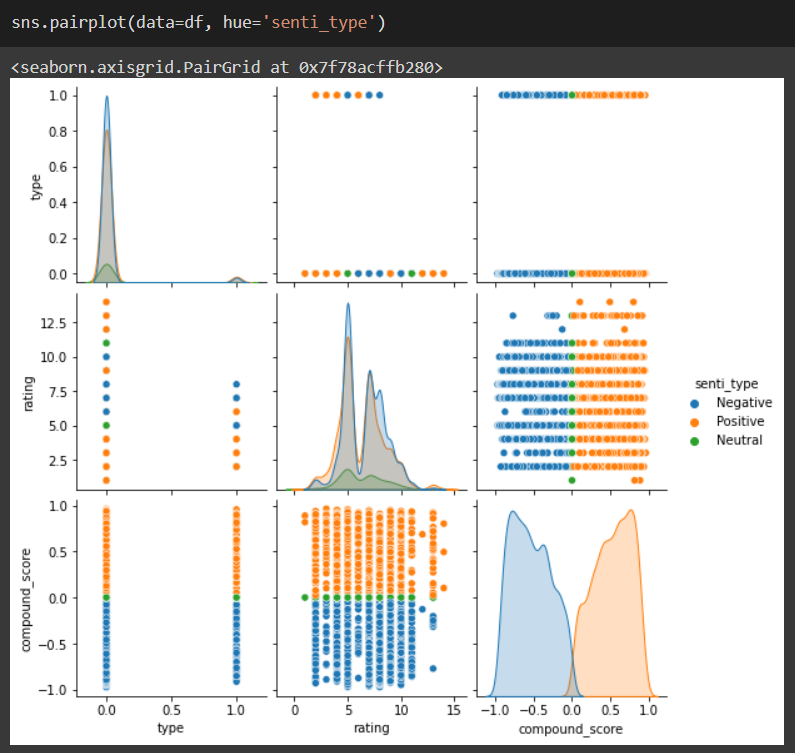 sns.pairplot(data=df, hue='senti_type')
<seaborn.axisgrid.PairGrid at 0x7f78acffb280>
1.0
0.8
0.6
0.4
0.2
0.0
type
12.5
10.0
7.5
5.0
2.5
rating
senti_type
Negative
Positive
Neutral
1.0
0.5
0.0
−0.5
−1.0
compound_score
0.0 0.5 1.0
type
0 5 10 15
rating
−1.0 −0.5 0.0 0.5 1.0
compound_score